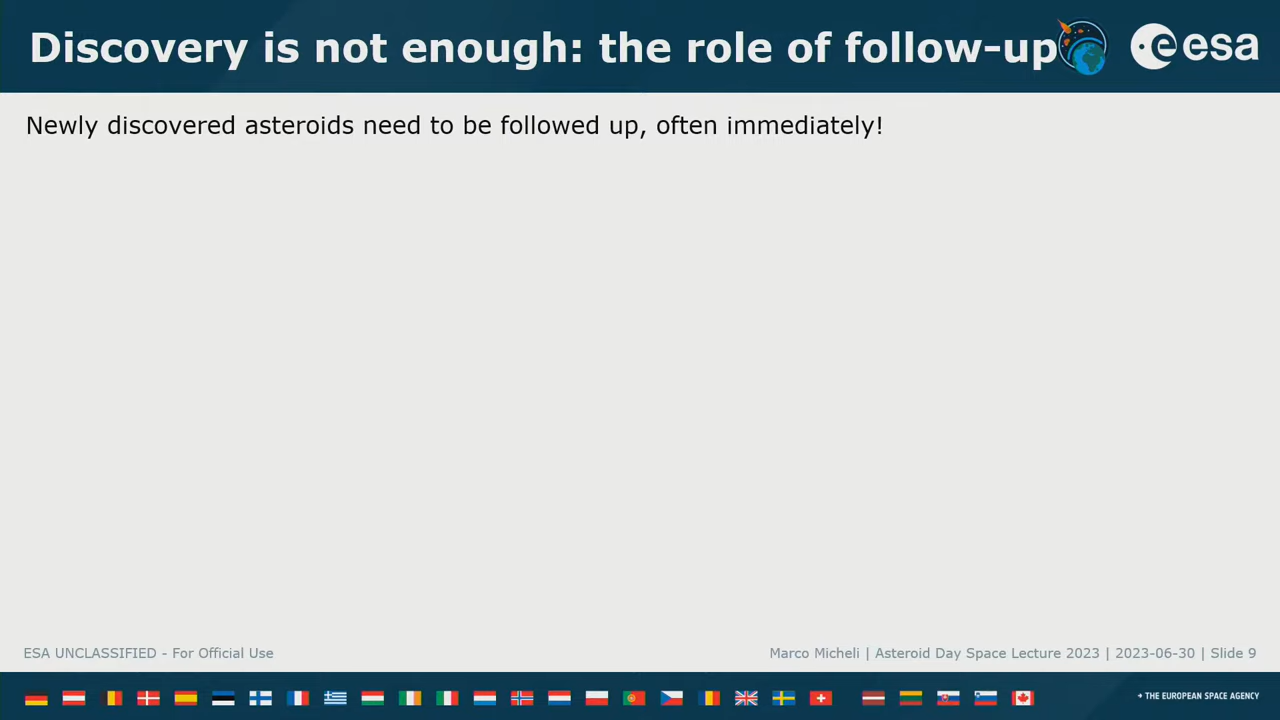 Discovery is not enough: the role of follow-up
esa
Newly discovered asteroids need to be followed up, often immediately!
ESA UNCLASSIFIED - For Official Use
Marco Micheli | Asteroid Day Space Lecture 2023 | 2023-06-30 | Slide 9
THE EUROPEAN SPACE AGENCY